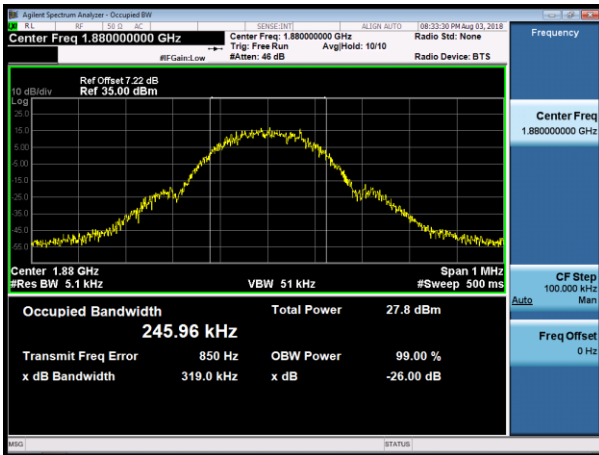 Agilent Spectrum Analyzer - Occupied BW
RL RF 50 Ω AC SENSE:INT ALIGN AUTO 08:33:30 PM Aug 03, 2018
Center Freq 1.880000000 GHz
Center Freq: 1.880000000 GHz Radio Std: None
Trig: Free Run Avg|Hold: 10/10
#IFGain:Low #Atten: 46 dB Radio Device: BTS
Frequency
Ref Offset 7.22 dB
10 dB/div Ref 35.00 dBm
Log
25.0
15.0
5.00
-5.00
-15.0
-25.0
-35.0
-45.0
-55.0
Center Freq
1.880000000 GHz
Center 1.88 GHz Span 1 MHz
#Res BW 5.1 kHz VBW 51 kHz #Sweep 500 ms
CF Step
100.000 kHz
Auto Man
Occupied Bandwidth Total Power 27.8 dBm
245.96 kHz
Transmit Freq Error 850 Hz OBW Power 99.00 %
x dB Bandwidth 319.0 kHz x dB -26.00 dB
Freq Offset
0 Hz
MSG STATUS